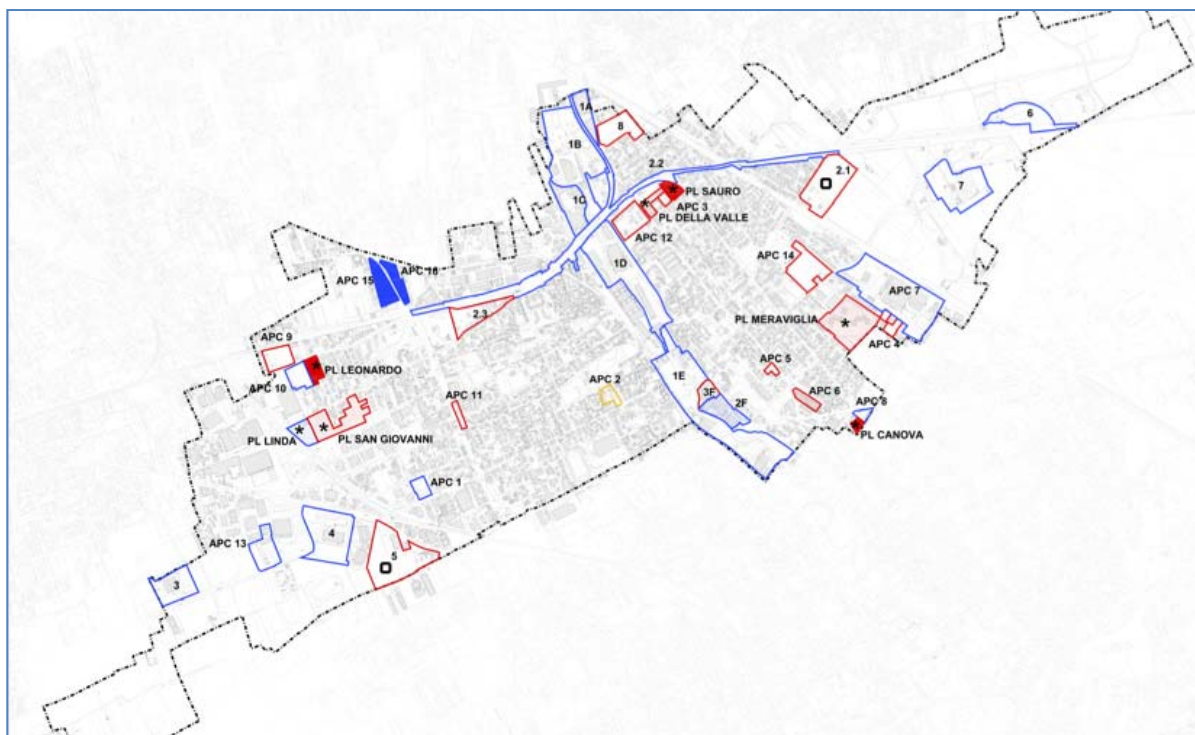 1A
8
6
1B
2.2
2.1
7
PL SAURO
1C
APC 3
PL DELLA VALLE
APC 12
APC 14
1D
APC 15
APC 16
APC 7
2.3
PL MERAVIGLIA
APC 9
APC 4
PL LEONARDO
APC 5
1E
APC 10
APC 2
3F
APC 6
2F
APC 11
APC 8
PL CANOVA
PL LINDA
PL SAN GIOVANNI
APC 1
4
APC 13
5
3